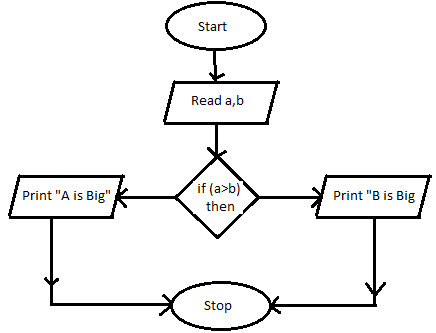 Start
Read a,b
if (a>b)
then
Print "A is Big"
Print "B is Big
Stop